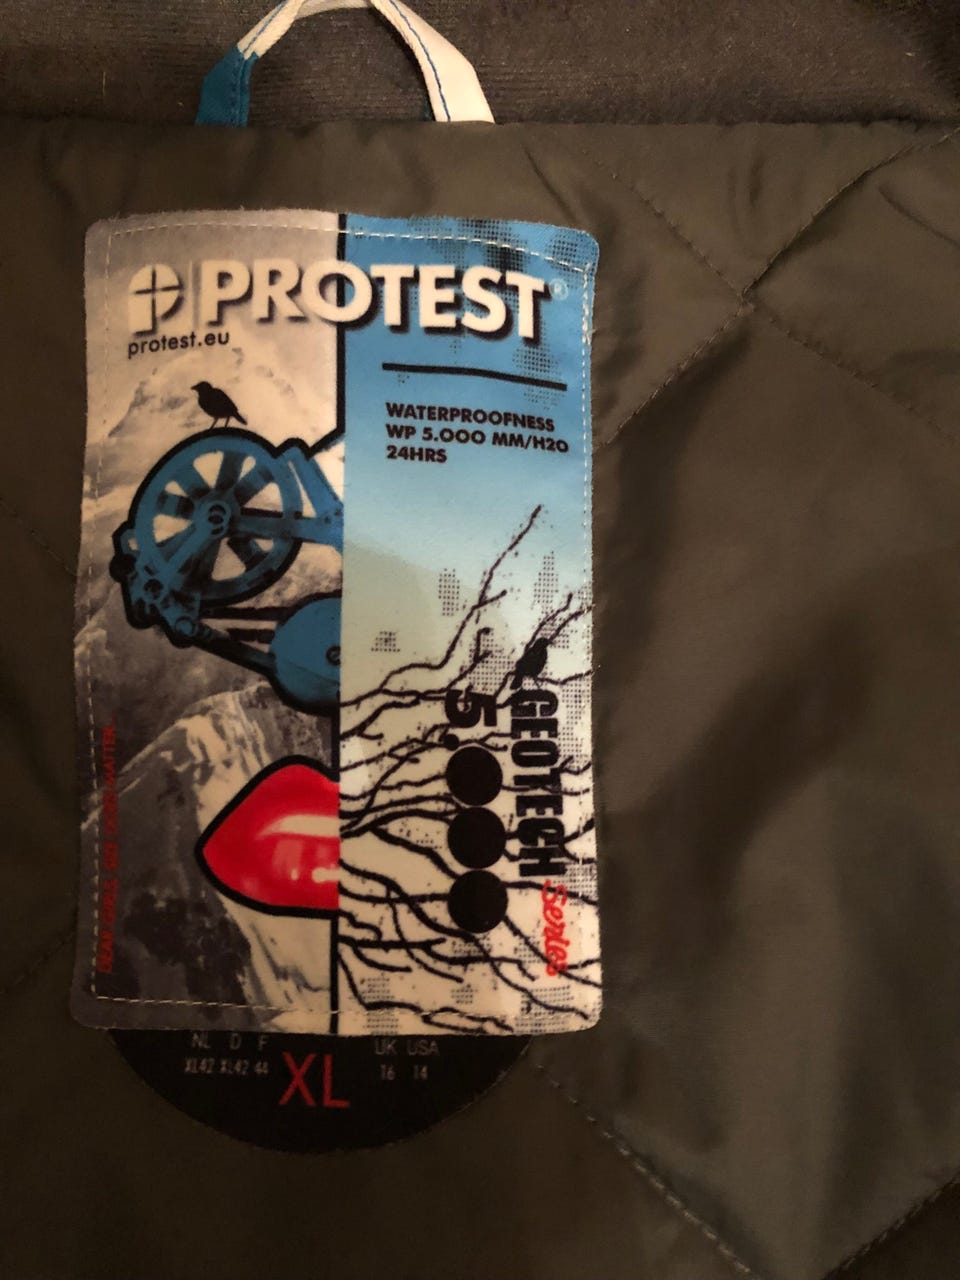 PROTEST®
protest.eu
WATERPROOFNESS
WP 5.000 MM/H2O
24HRS
GEOTECH Series
5.000
NL D F
XL42 XL42 44
XL
UK USA
16 14